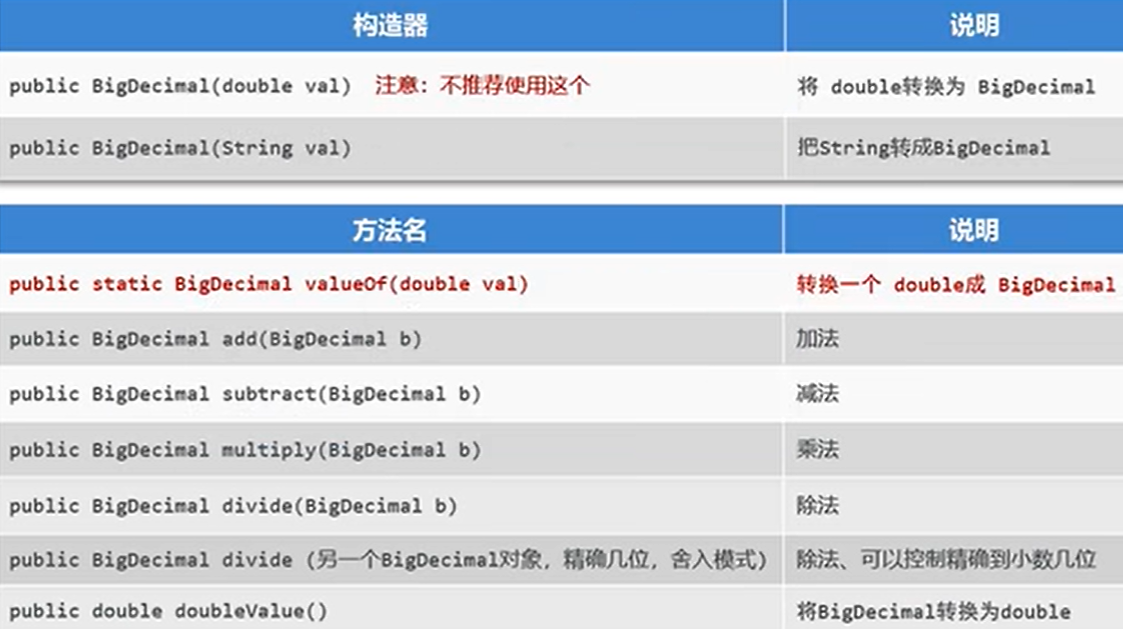 构造器 说明
public BigDecimal(double val) 注意：不推荐使用这个 将 double转换为 BigDecimal
public BigDecimal(String val) 把String转成BigDecimal
方法名 说明
public static BigDecimal valueOf(double val) 转换一个 double成 BigDecimal
public BigDecimal add(BigDecimal b) 加法
public BigDecimal subtract(BigDecimal b) 减法
public BigDecimal multiply(BigDecimal b) 乘法
public BigDecimal divide(BigDecimal b) 除法
public BigDecimal divide (另一个BigDecimal对象，精确几位，舍入模式) 除法、可以控制精确到小数几位
public double doubleValue() 将BigDecimal转换为double